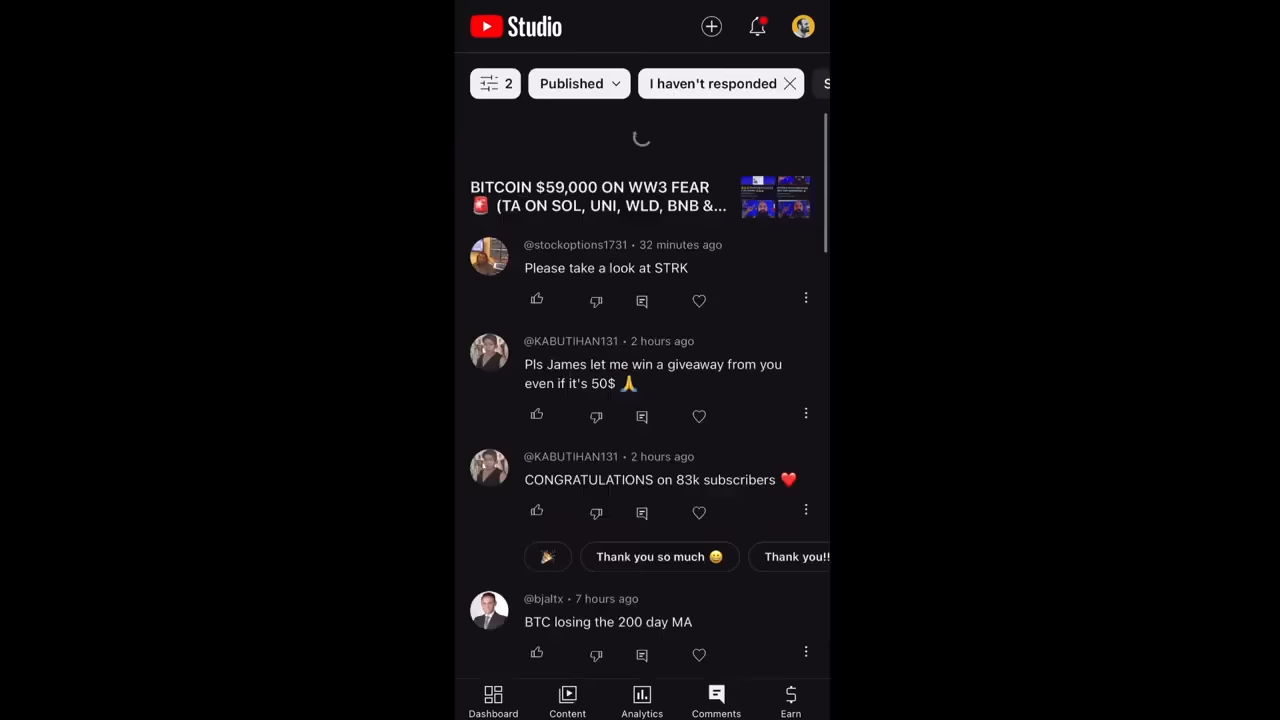 Studio
2
Published
I haven't responded
S
BITCOIN $59,000 ON WW3 FEAR
🚨 (TA ON SOL, UNI, WLD, BNB &...
@stockoptions1731 • 32 minutes ago
Please take a look at STRK
@KABUTIHAN131 • 2 hours ago
Pls James let me win a giveaway from you
even if it's 50$ 🙏
@KABUTIHAN131 • 2 hours ago
CONGRATULATIONS on 83k subscribers ❤️
🎉
Thank you so much 😄
Thank you!!
@bjaltx • 7 hours ago
BTC losing the 200 day MA
Dashboard
Content
Analytics
Comments
Earn